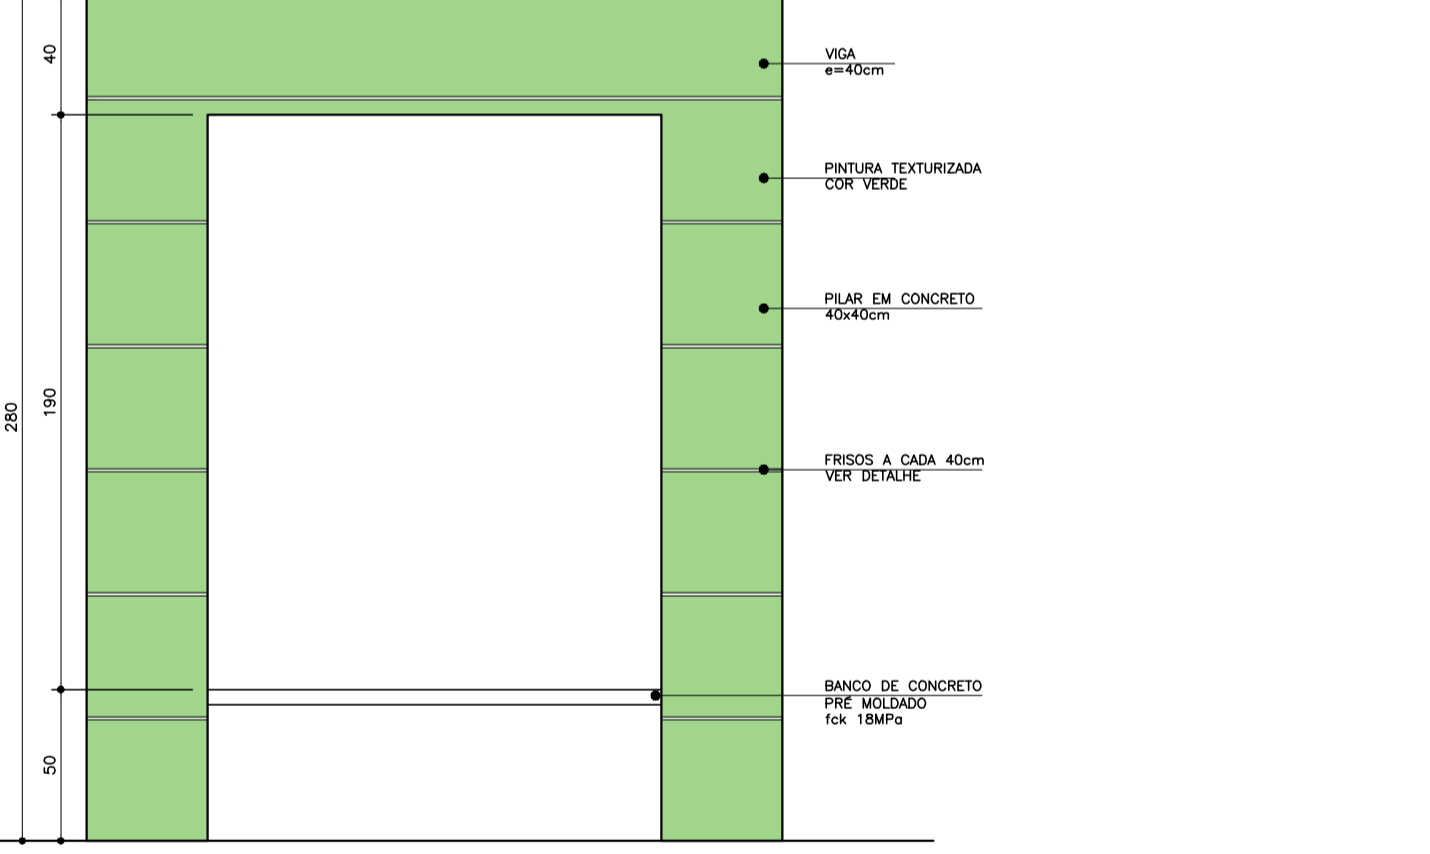 40
VIGA
e=40cm
PINTURA TEXTURIZADA
COR VERDE
PILAR EM CONCRETO
40x40cm
280
190
FRISOS A CADA 40cm
VER DETALHE
BANCO DE CONCRETO
PRÉ MOLDADO
fck 18MPa
50